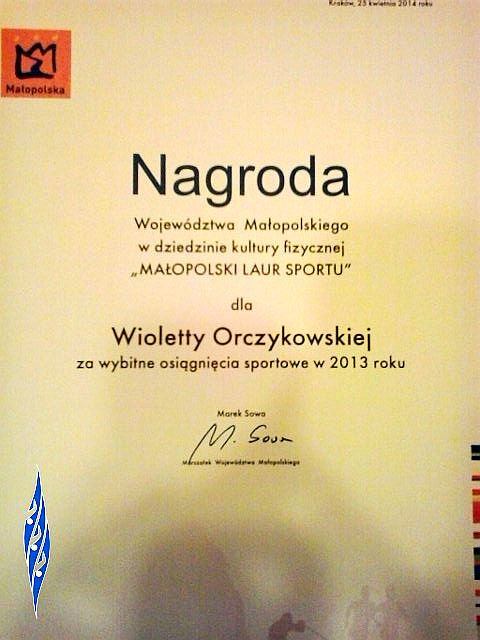 Kraków, 25 kwietnia 2014 roku
Małopolska
Nagroda
Województwa Małopolskiego
w dziedzinie kultury fizycznej
„MAŁOPOLSKI LAUR SPORTU”
dla
Wioletty Orczykowskiej
za wybitne osiągnięcia sportowe w 2013 roku
Marek Sowa
M. Sowa
Marszałek Województwa Małopolskiego